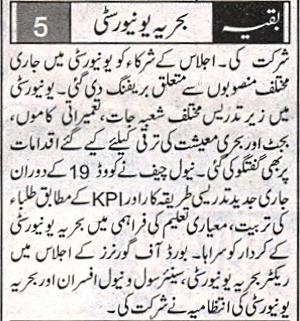 بقیہ بحریہ یونیورسٹی 5
شرکت کی۔ اجلاس کے شرکاء کو یونیورسٹی میں جاری
مختلف منصوبوں سے متعلق بریفنگ دی گئی۔ یونیورسٹی
میں زیر تدریس مختلف شعبہ جات، تعمیراتی کاموں،
بجٹ اور بحری معیشت کی ترقی کیلئے کیے گئے اقدامات
پر بھی گفتگو کی گئی۔ نیول چیف نے کووڈ 19 کے دوران
جاری جدید تدریسی طریقہ کار اور KPI کے مطابق طلباء
کی تربیت، معیاری تعلیم کی فراہمی میں بحریہ یونیورسٹی
کے کردار کو سراہا۔ بورڈ آف گورنرز کے اجلاس میں
ریکٹر بحریہ یونیورسٹی، سینئر سول و نیول افسران اور بحریہ
یونیورسٹی کی انتظامیہ نے شرکت کی۔